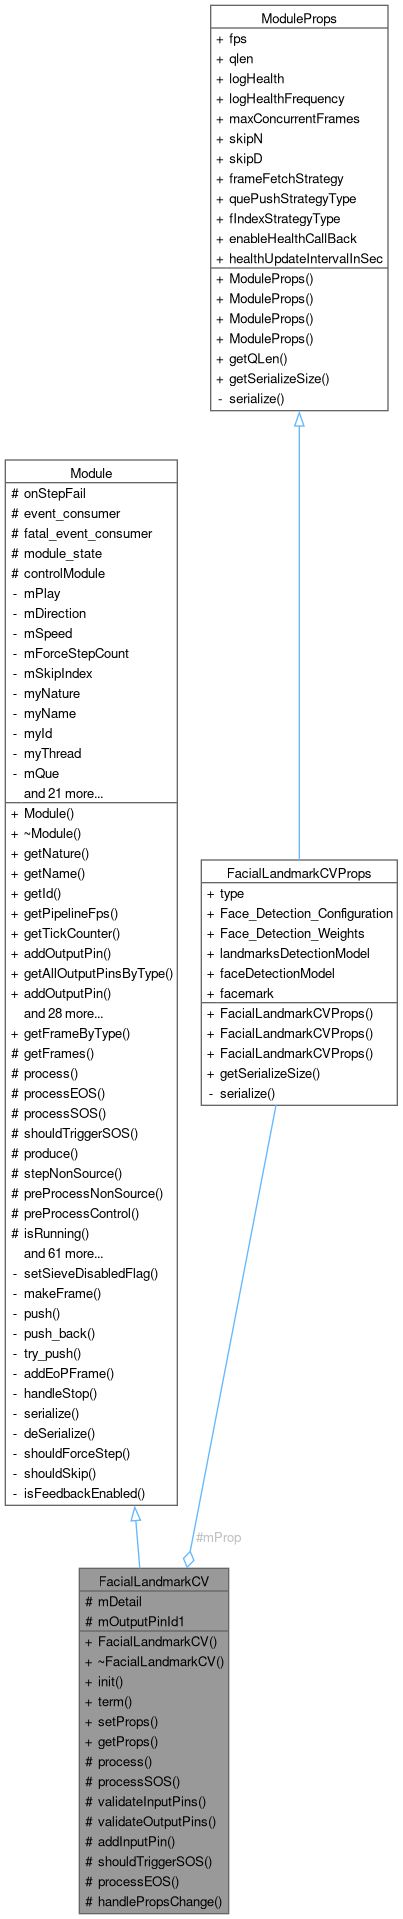 ModuleProps
+ fps
+ qlen
+ logHealth
+ logHealthFrequency
+ maxConcurrentFrames
+ skipN
+ skipD
+ frameFetchStrategy
+ quePushStrategyType
+ fIndexStrategyType
+ enableHealthCallBack
+ healthUpdateIntervalInSec
+ ModuleProps()
+ ModuleProps()
+ ModuleProps()
+ ModuleProps()
+ getQLen()
+ getSerializeSize()
- serialize()
Module
# onStepFail
# event_consumer
# fatal_event_consumer
# module_state
# controlModule
- mPlay
- mDirection
- mSpeed
- mForceStepCount
- mSkipIndex
- myNature
- myName
- myId
- myThread
- mQue
and 21 more...
+ Module()
+ ~Module()
+ getNature()
+ getName()
+ getId()
+ getPipelineFps()
+ getTickCounter()
+ addOutputPin()
+ getAllOutputPinsByType()
+ addOutputPin()
and 28 more...
+ getFrameByType()
# getFrames()
# process()
# processEOS()
# processSOS()
# shouldTriggerSOS()
# produce()
# stepNonSource()
# preProcessNonSource()
# preProcessControl()
# isRunning()
and 61 more...
- setSieveDisabledFlag()
- makeFrame()
- push()
- push_back()
- try_push()
- addEoPFrame()
- handleStop()
- serialize()
- deSerialize()
- shouldForceStep()
- shouldSkip()
- isFeedbackEnabled()
FacialLandmarkCVProps
+ type
+ Face_Detection_Configuration
+ Face_Detection_Weights
+ landmarksDetectionModel
+ faceDetectionModel
+ facemark
+ FacialLandmarkCVProps()
+ FacialLandmarkCVProps()
+ FacialLandmarkCVProps()
+ getSerializeSize()
- serialize()
#mProp
FacialLandmarkCV
# mDetail
# mOutputPinId1
+ FacialLandmarkCV()
+ ~FacialLandmarkCV()
+ init()
+ term()
+ setProps()
+ getProps()
# process()
# processSOS()
# validateInputPins()
# validateOutputPins()
# addInputPin()
# shouldTriggerSOS()
# processEOS()
# handlePropsChange()